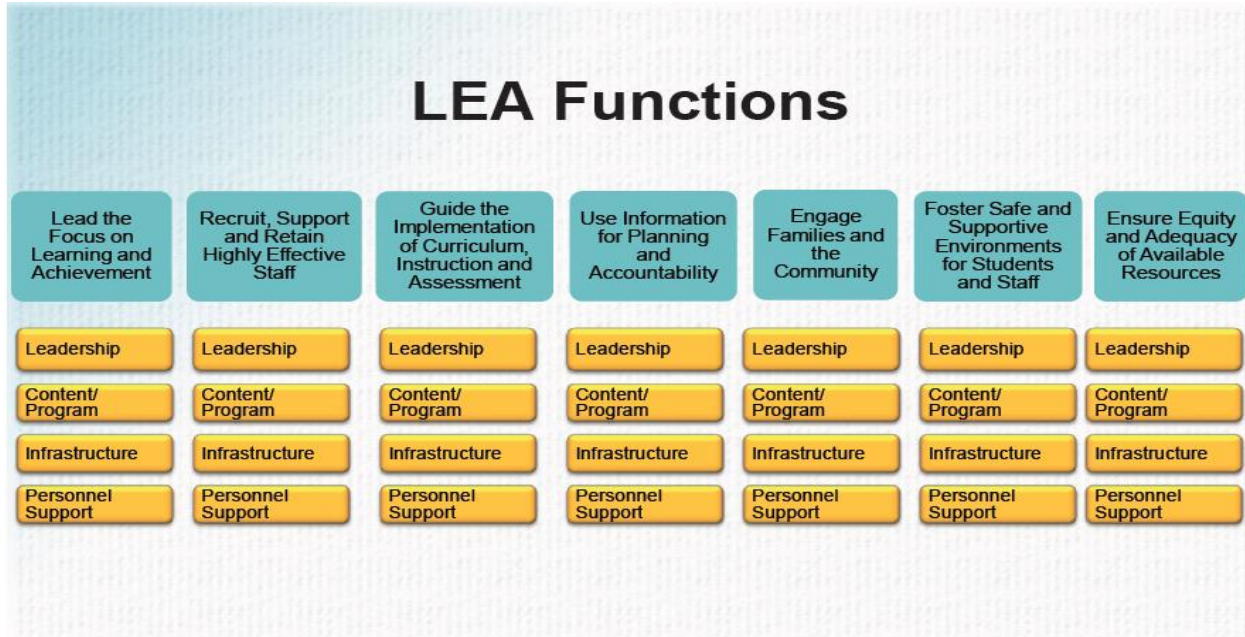 LEA Functions
Lead the
Focus on
Learning and
Achievement
Recruit, Support
and Retain
Highly Effective
Staff
Guide the
Implementation
of Curriculum,
Instruction and
Assessment
Use Information
for Planning
and
Accountability
Engage
Families and
the
Community
Foster Safe and
Supportive
Environments
for Students
and Staff
Ensure Equity
and Adequacy
of Available
Resources
Leadership
Leadership
Leadership
Leadership
Leadership
Leadership
Leadership
Content/
Program
Content/
Program
Content/
Program
Content/
Program
Content/
Program
Content/
Program
Content/
Program
Infrastructure
Infrastructure
Infrastructure
Infrastructure
Infrastructure
Infrastructure
Infrastructure
Personnel
Support
Personnel
Support
Personnel
Support
Personnel
Support
Personnel
Support
Personnel
Support
Personnel
Support